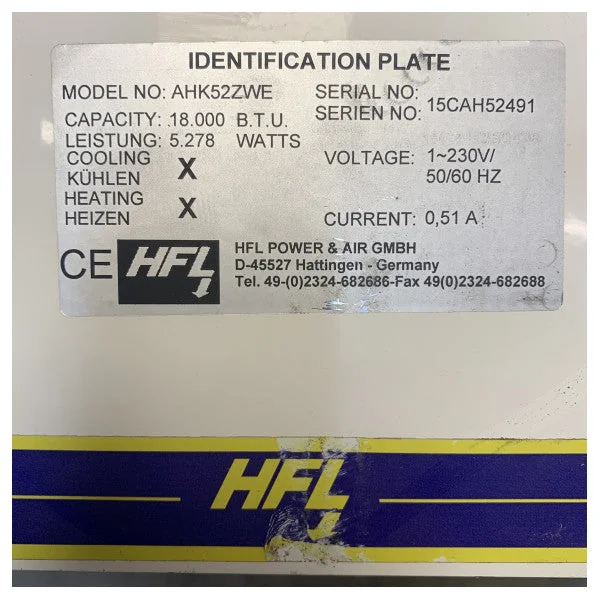 IDENTIFICATION PLATE
MODEL NO: AHK52ZWE
CAPACITY: 18.000 B.T.U.
LEISTUNG: 5.278 WATTS
COOLING
KÜHLEN X
HEATING
HEIZEN X
SERIAL NO:
SERIEN NO: 15CAH52491
VOLTAGE: 1~230V/
50/60 HZ
CURRENT: 0,51 A
CE HFL
HFL POWER & AIR GMBH
D-45527 Hattingen - Germany
Tel. 49-(0)2324-682686-Fax 49(0)2324-682688
HFL